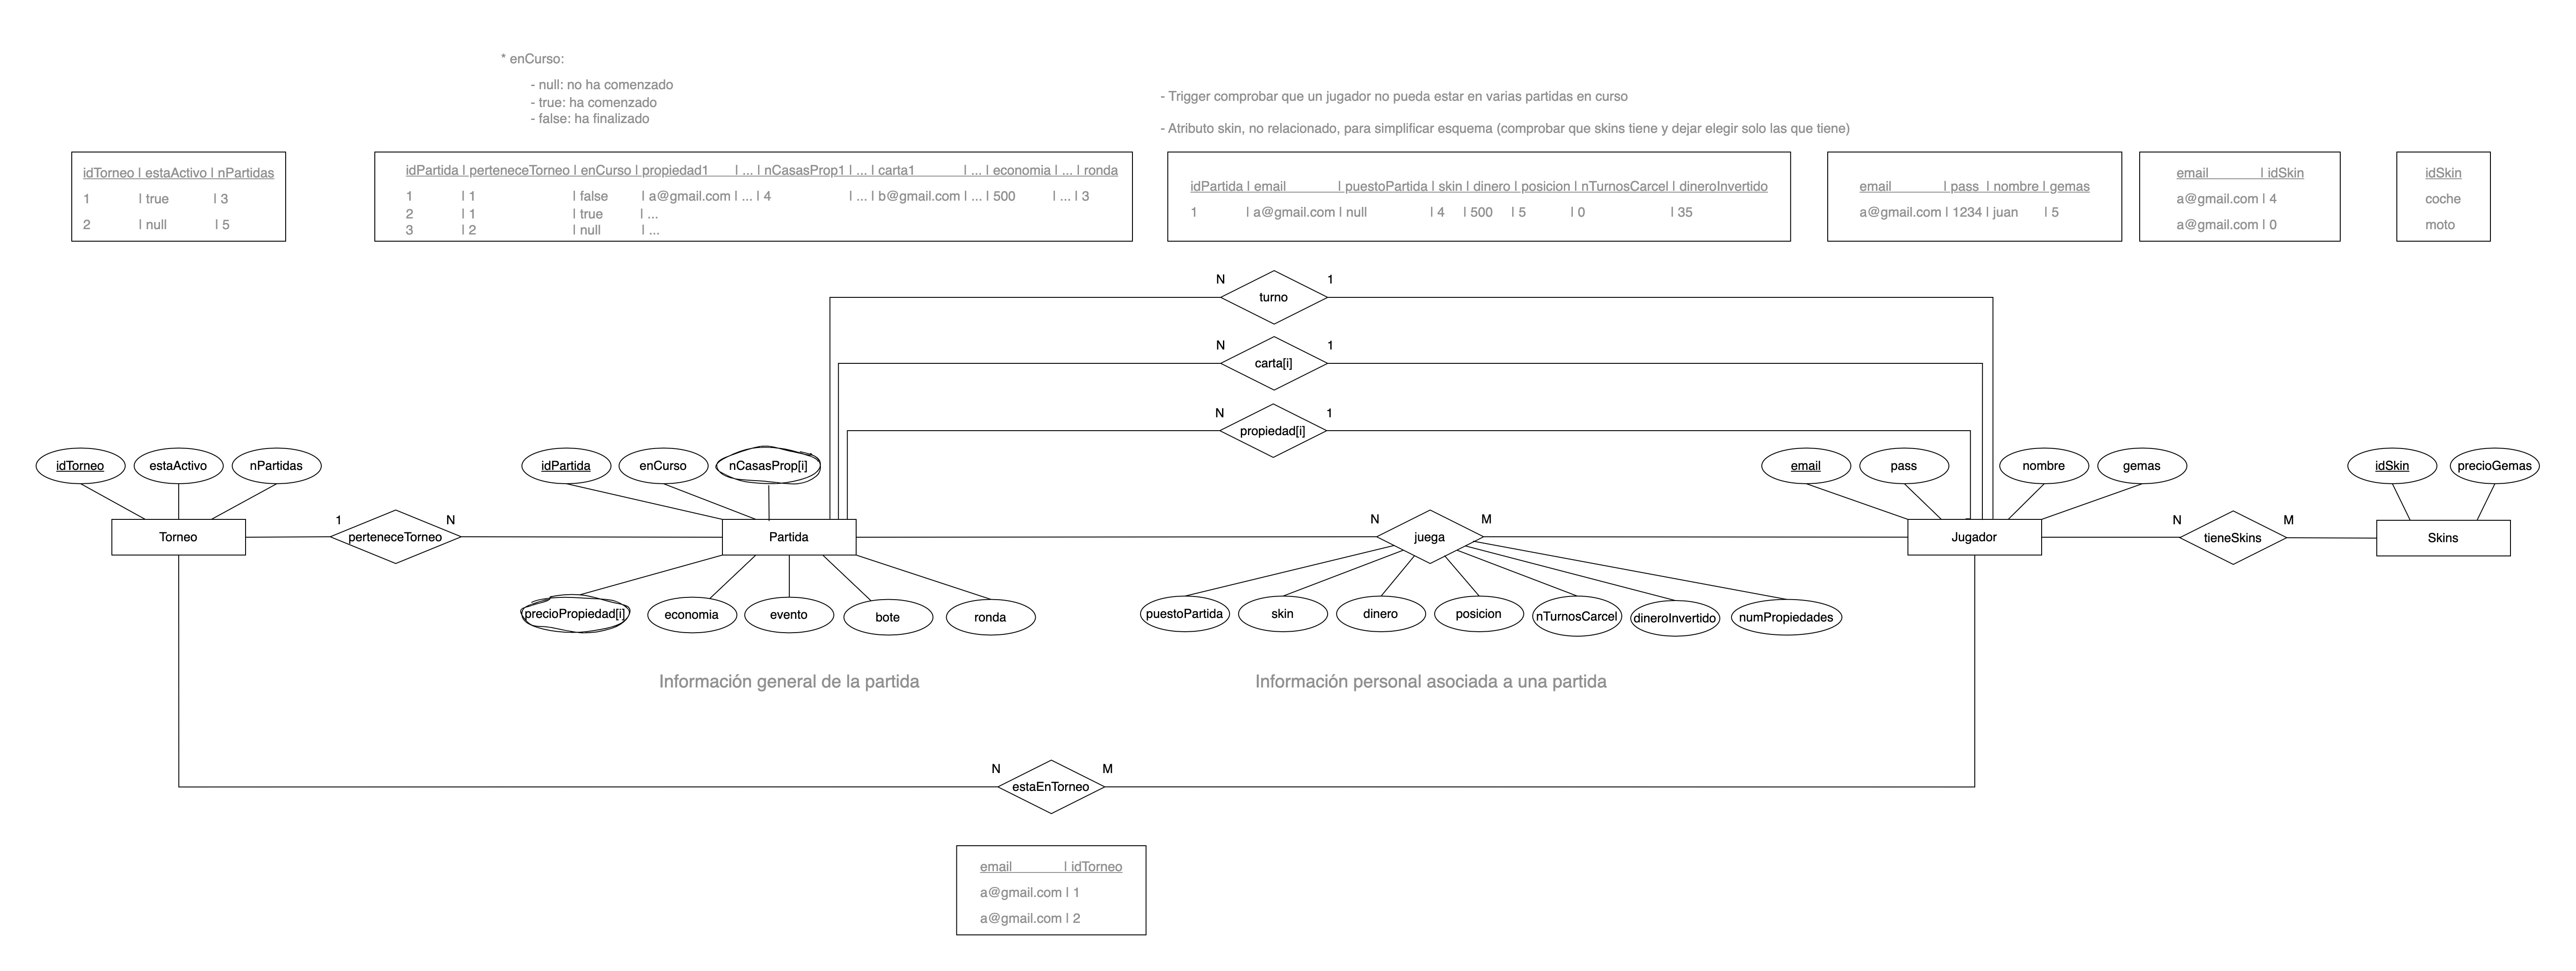 * enCurso:
- null: no ha comenzado
- true: ha comenzado
- false: ha finalizado
- Trigger comprobar que un jugador no pueda estar en varias partidas en curso
- Atributo skin, no relacionado, para simplificar esquema (comprobar que skins tiene y dejar elegir solo las que tiene)
idTorneo | estaActivo | nPartidas
1 | true | 3
2 | null | 5
idPartida | perteneceTorneo | enCurso | propiedad1 | ... | nCasasProp1 | ... | carta1 | ... | economia | ... | ronda
1 | 1 | false | a@gmail.com | ... | 4 | ... | b@gmail.com | ... | 500 | ... | 3
2 | 1 | true | ...
3 | 2 | null | ...
idPartida | email | puestoPartida | skin | dinero | posicion | nTurnosCarcel | dineroInvertido
1 | a@gmail.com | null | 4 | 500 | 5 | 0 | 35
email | pass | nombre | gemas
a@gmail.com | 1234 | juan | 5
email | idSkin
a@gmail.com | 4
a@gmail.com | 0
idSkin
coche
moto
N turno 1
N carta[i] 1
N propiedad[i] 1
idTorneo estaActivo nPartidas
idPartida enCurso nCasasProp[i]
email pass nombre gemas
idSkin precioGemas
Torneo 1 perteneceTorneo N Partida N juega M Jugador N tieneSkins M Skins
precioPropiedad[i] economia evento bote ronda
puestoPartida skin dinero posicion nTurnosCarcel dineroInvertido numPropiedades
Información general de la partida
Información personal asociada a una partida
N estaEnTorneo M
email | idTorneo
a@gmail.com | 1
a@gmail.com | 2